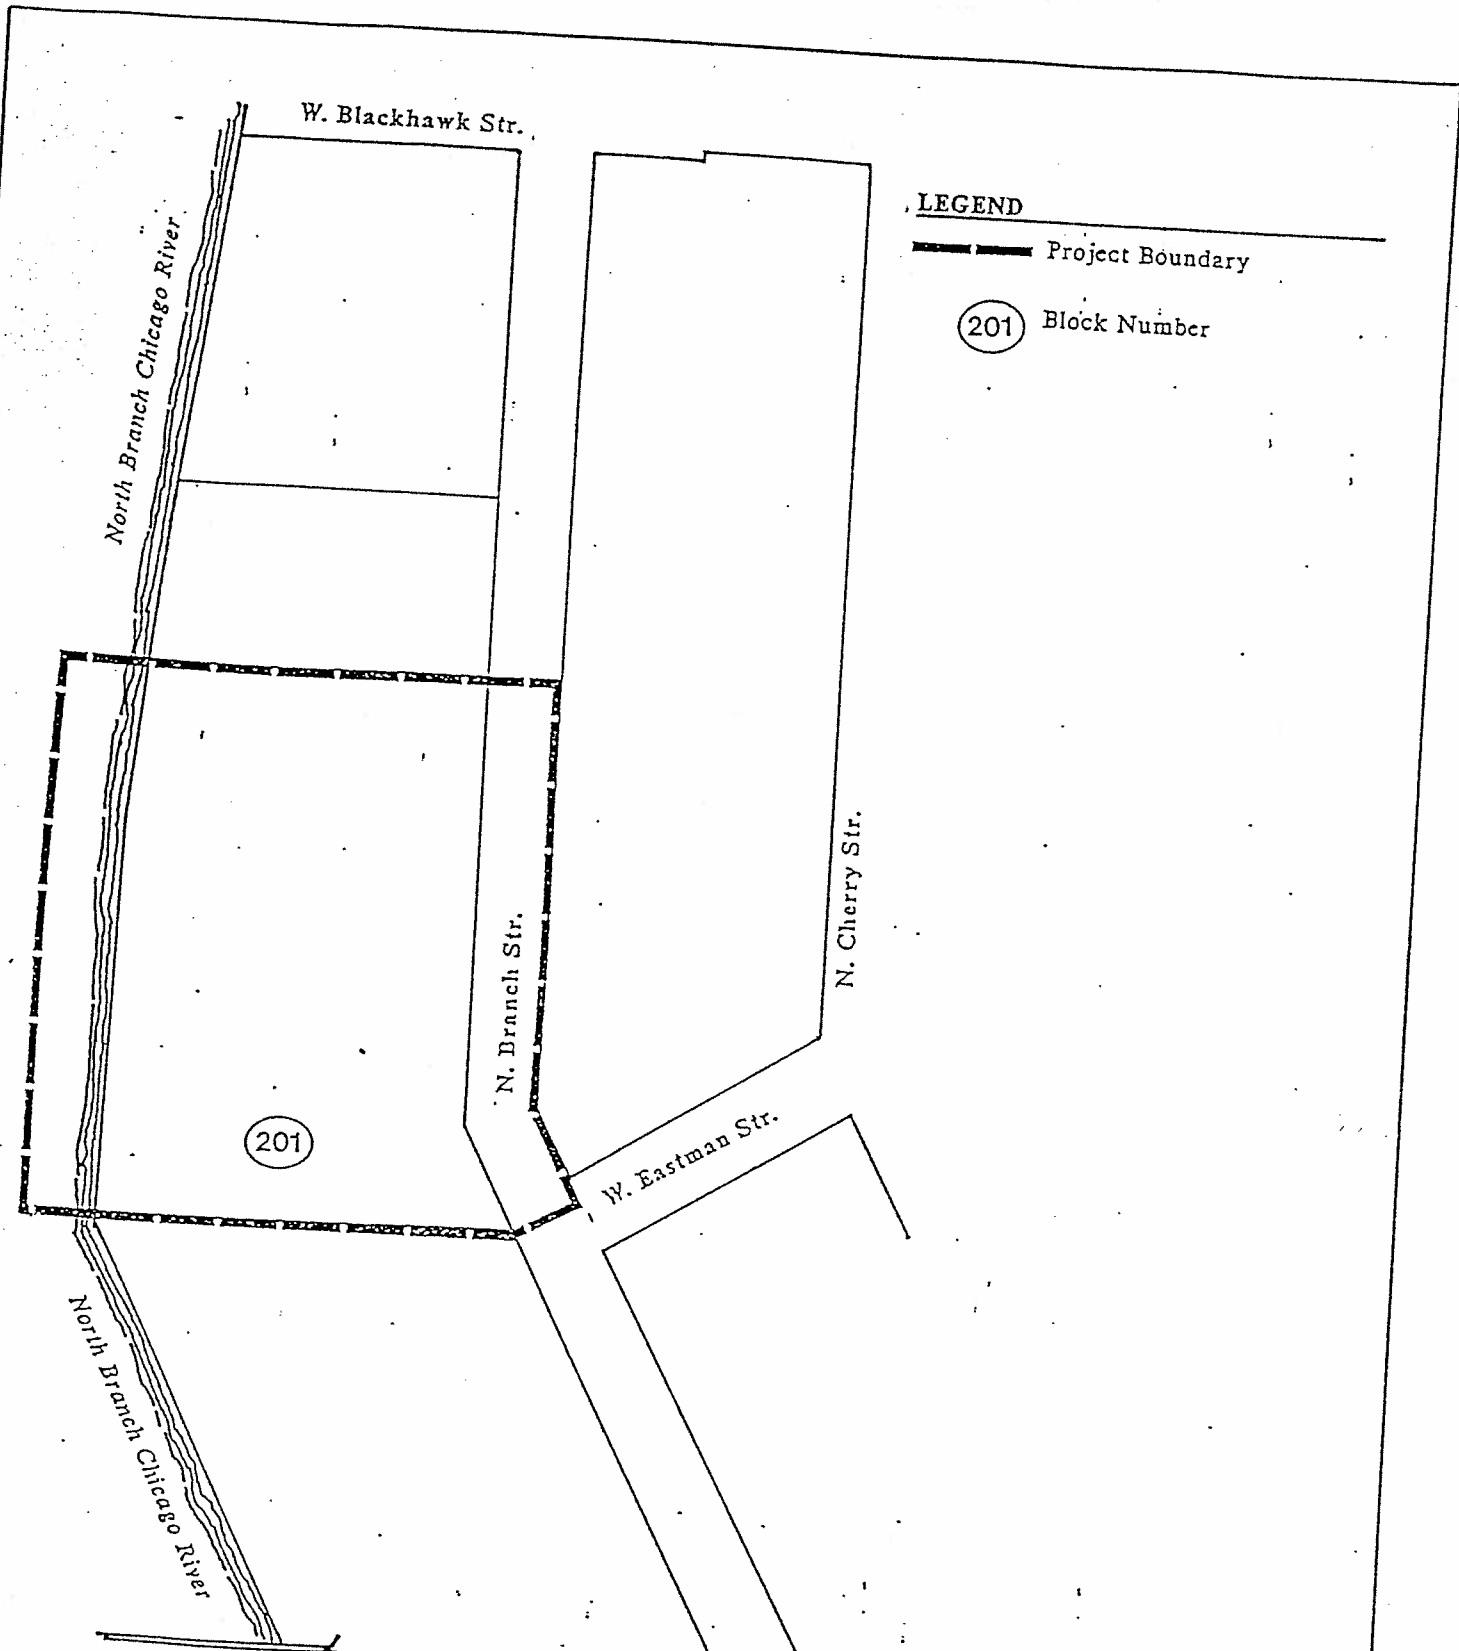 W. Blackhawk Str.
LEGEND
Project Boundary
201 Block Number
North Branch Chicago River
N. Cherry Str.
N. Branch Str.
W. Eastman Str.
201
North Branch Chicago River